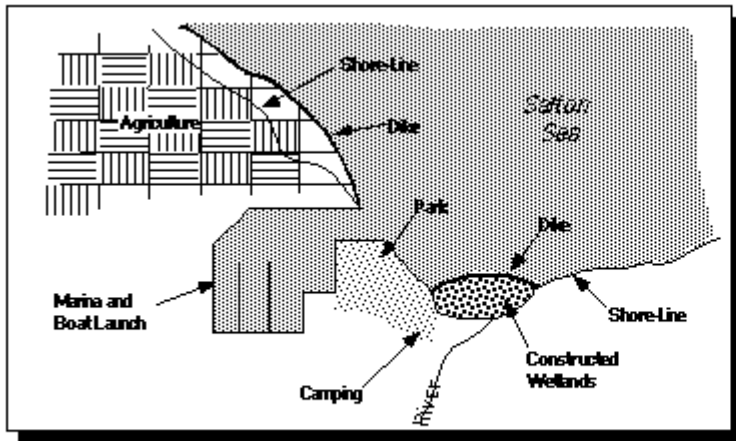 Shore-Line
Salton
Sea
Agriculture
Dike
Park
Dike
Marina and
Boat Launch
Shore-Line
Constructed
Wetlands
Camping
River